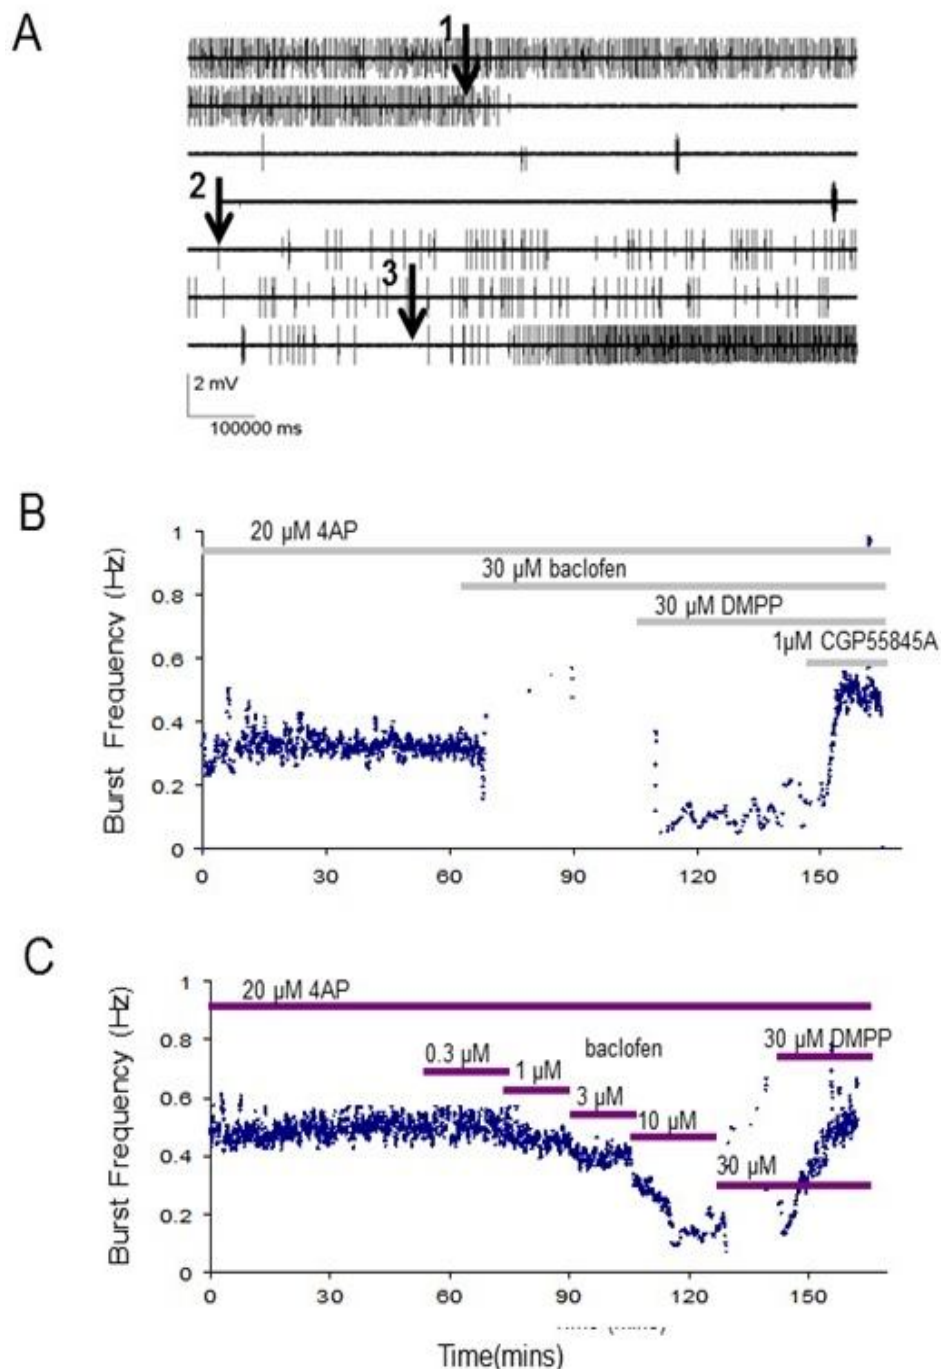 A
1
2
3
2 mV
100000 ms
B
Burst Frequency (Hz)
1
0.8
0.6
0.4
0.2
0
20 µM 4AP
30 µM baclofen
30 µM DMPP
1µM CGP55845A
0 30 60 90 120 150
C
Burst Frequency (Hz)
1
0.8
0.6
0.4
0.2
0
20 µM 4AP
30 µM DMPP
baclofen
0.3 µM
1 µM
3 µM
10 µM
30 µM
0 30 60 90 120 150
Time(mins)